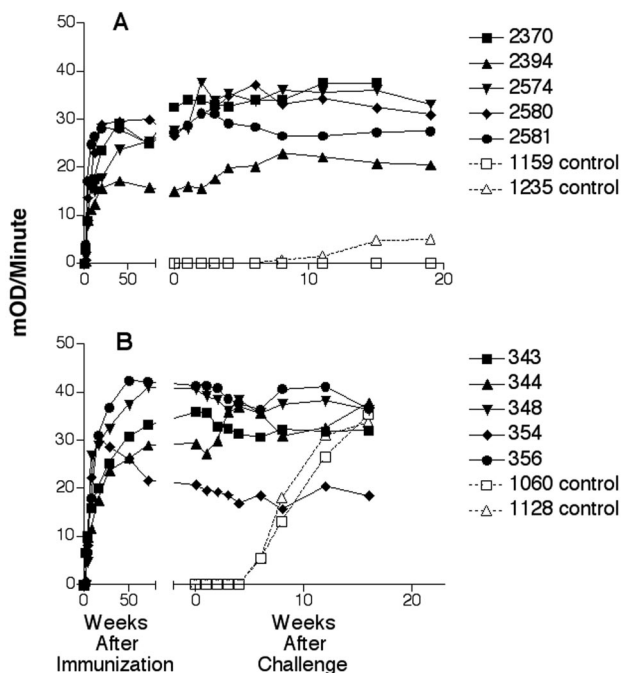 A
50
40
30
20
10
0
0 50 0 10 20
2370
2394
2574
2580
2581
1159 control
1235 control
mOD/Minute
B
50
40
30
20
10
0
0 50 0 10 20
343
344
348
354
356
1060 control
1128 control
Weeks
After
Immunization
Weeks
After
Challenge